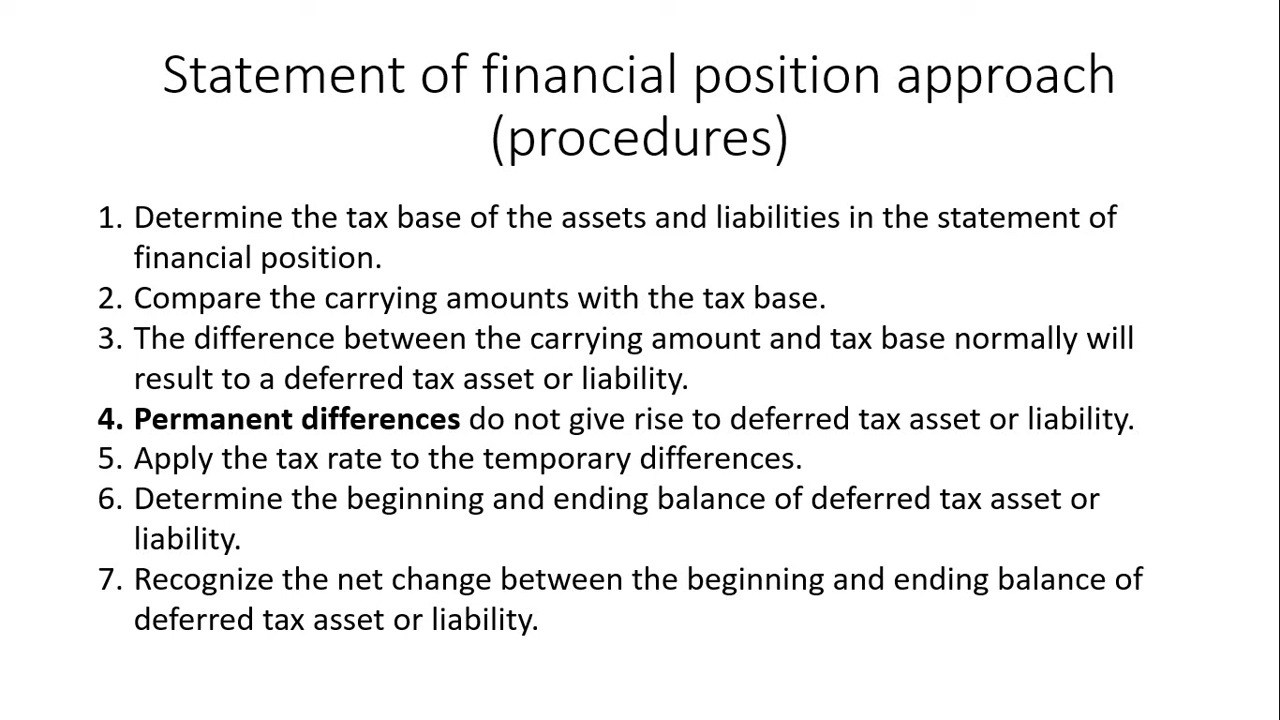 Statement of financial position approach
(procedures)
1. Determine the tax base of the assets and liabilities in the statement of
financial position.
2. Compare the carrying amounts with the tax base.
3. The difference between the carrying amount and tax base normally will
result to a deferred tax asset or liability.
4. Permanent differences do not give rise to deferred tax asset or liability.
5. Apply the tax rate to the temporary differences.
6. Determine the beginning and ending balance of deferred tax asset or
liability.
7. Recognize the net change between the beginning and ending balance of
deferred tax asset or liability.